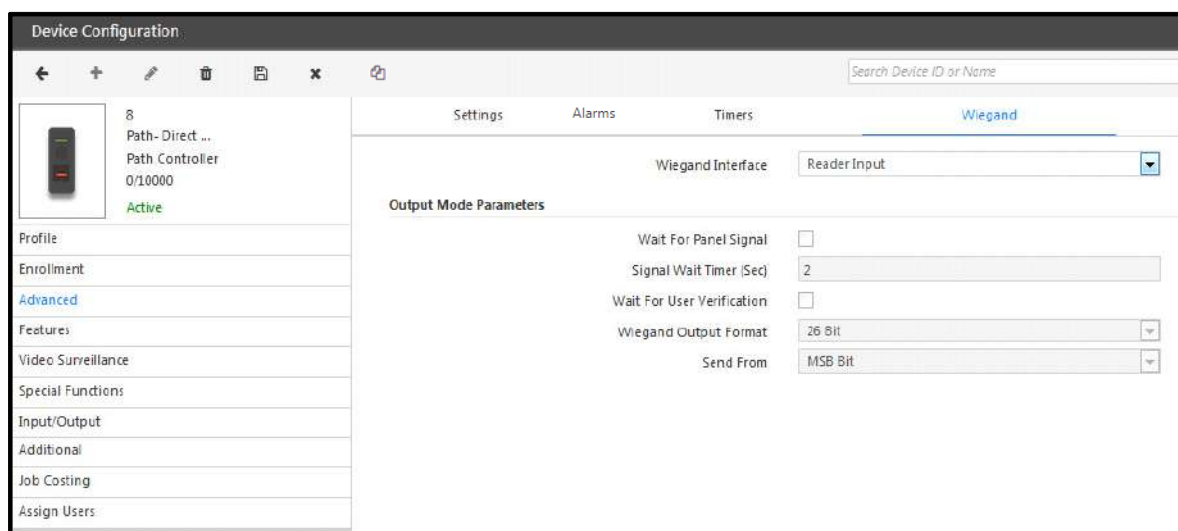 Device Configuration
Search Device ID or Name
8
Path- Direct ...
Path Controller
0/10000
Active
Profile
Enrollment
Advanced
Features
Video Surveillance
Special Functions
Input/Output
Additional
Job Costing
Assign Users
Settings Alarms Timers Wiegand
Wiegand Interface Reader Input
Output Mode Parameters
Wait For Panel Signal
Signal Wait Timer (Sec) 2
Wait For User Verification
Wiegand Output Format 26 Bit
Send From MSB Bit